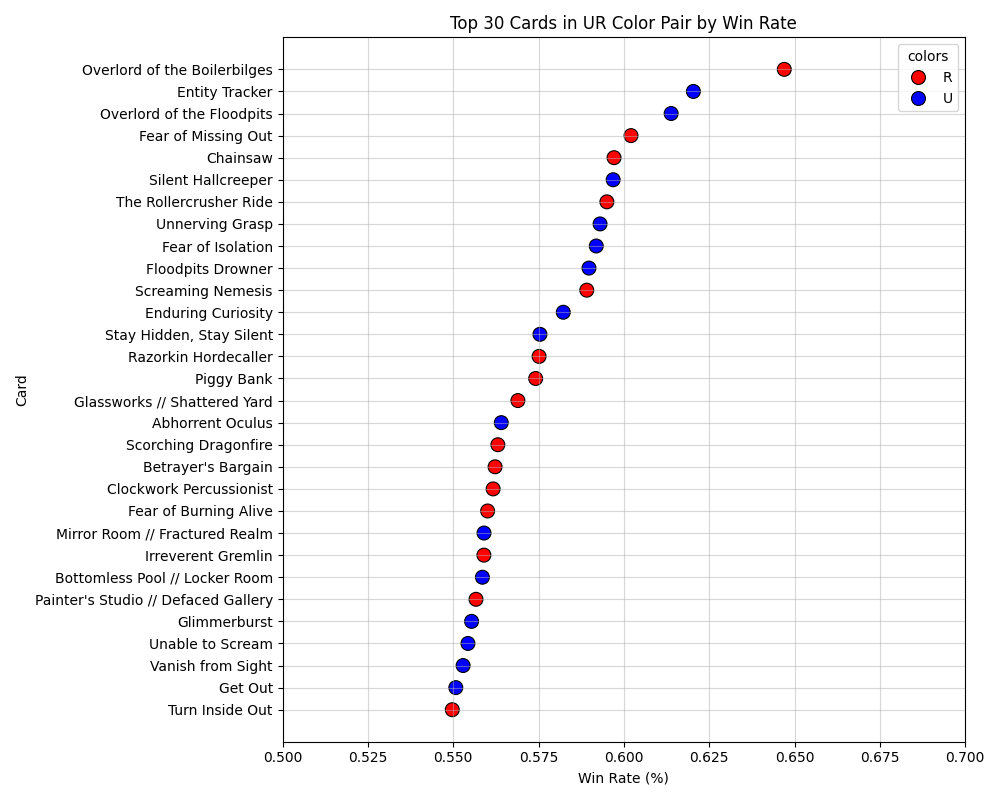 Top 30 Cards in UR Color Pair by Win Rate
colors
R
U
Card
Overlord of the Boilerbilges
Entity Tracker
Overlord of the Floodpits
Fear of Missing Out
Chainsaw
Silent Hallcreeper
The Rollercrusher Ride
Unnerving Grasp
Fear of Isolation
Floodpits Drowner
Screaming Nemesis
Enduring Curiosity
Stay Hidden, Stay Silent
Razorkin Hordecaller
Piggy Bank
Glassworks // Shattered Yard
Abhorrent Oculus
Scorching Dragonfire
Betrayer's Bargain
Clockwork Percussionist
Fear of Burning Alive
Mirror Room // Fractured Realm
Irreverent Gremlin
Bottomless Pool // Locker Room
Painter's Studio // Defaced Gallery
Glimmerburst
Unable to Scream
Vanish from Sight
Get Out
Turn Inside Out
0.500 0.525 0.550 0.575 0.600 0.625 0.650 0.675 0.700
Win Rate (%)